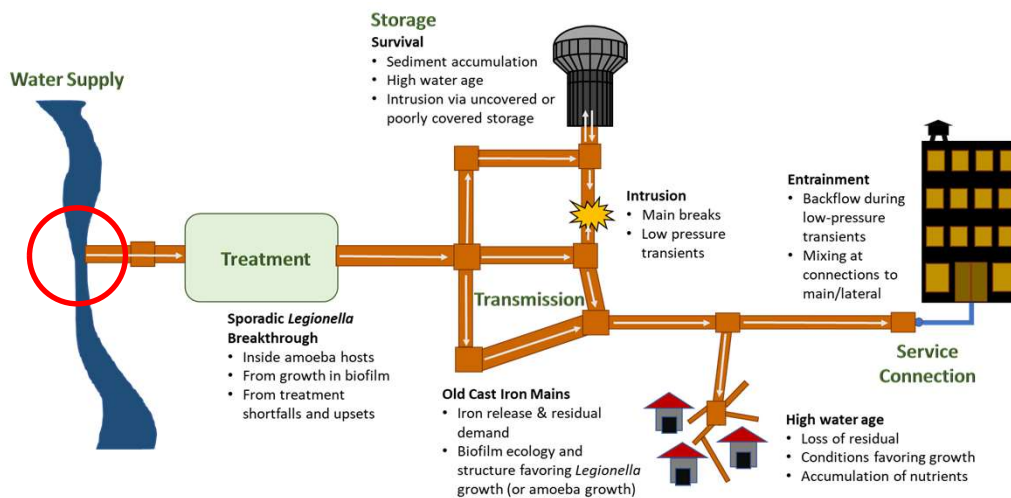 Water Supply
Storage
Survival
• Sediment accumulation
• High water age
• Intrusion via uncovered or
poorly covered storage
Treatment
Sporadic Legionella
Breakthrough
• Inside amoeba hosts
• From growth in biofilm
• From treatment
shortfalls and upsets
Intrusion
• Main breaks
• Low pressure
transients
Transmission
Old Cast Iron Mains
• Iron release & residual
demand
• Biofilm ecology and
structure favoring Legionella
growth (or amoeba growth)
Entrainment
• Backflow during
low-pressure
transients
• Mixing at
connections to
main/lateral
Service
Connection
High water age
• Loss of residual
• Conditions favoring growth
• Accumulation of nutrients